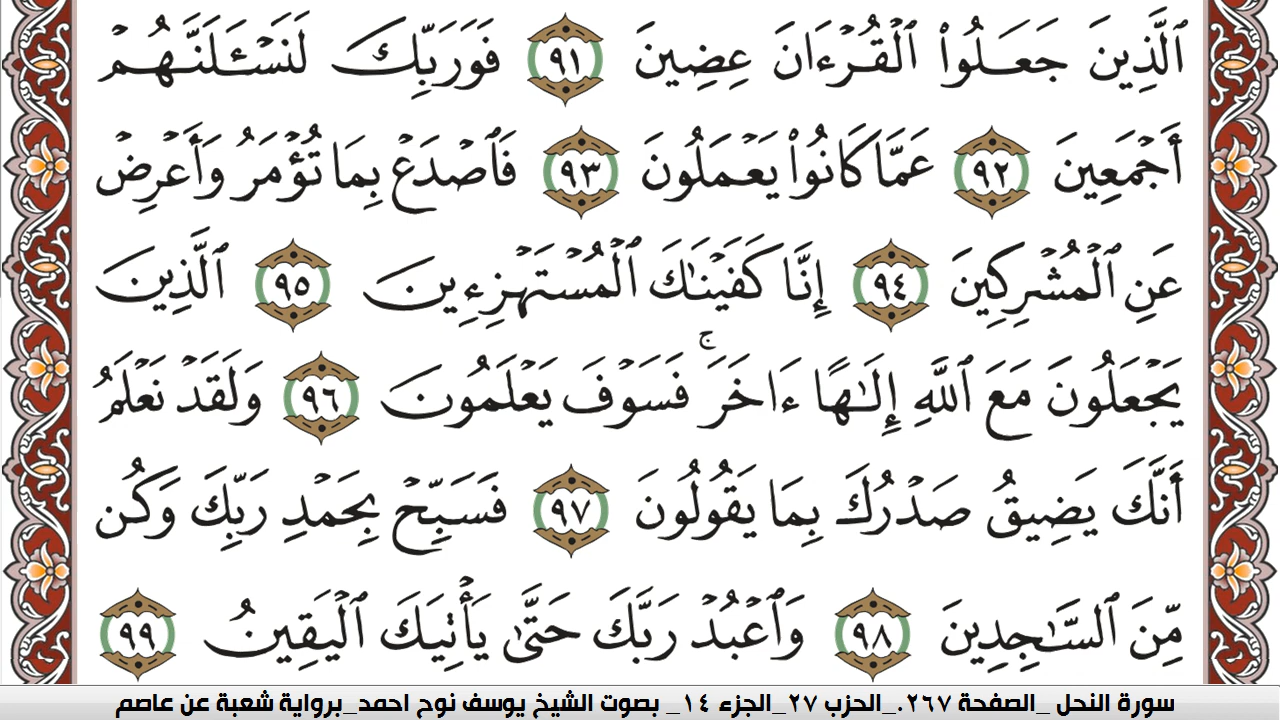 ٱلَّذِينَ جَعَلُوا۟ ٱلْقُرْءَانَ عِضِينَ ٩١ فَوَرَبِّكَ لَنَسْـَٔلَنَّهُمْ
أَجْمَعِينَ ٩٢ عَمَّا كَانُوا۟ يَعْمَلُونَ ٩٣ فَٱصْدَعْ بِمَا تُؤْمَرُ وَأَعْرِضْ
عَنِ ٱلْمُشْرِكِينَ ٩٤ إِنَّا كَفَيْنَـٰكَ ٱلْمُسْتَهْزِءِينَ ٩٥ ٱلَّذِينَ
يَجْعَلُونَ مَعَ ٱللَّهِ إِلَـٰهًا ءَاخَرَ ۚ فَسَوْفَ يَعْلَمُونَ ٩٦ وَلَقَدْ نَعْلَمُ
أَنَّكَ يَضِيقُ صَدْرُكَ بِمَا يَقُولُونَ ٩٧ فَسَبِّحْ بِحَمْدِ رَبِّكَ وَكُن
مِّنَ ٱلسَّـٰجِدِينَ ٩٨ وَٱعْبُدْ رَبَّكَ حَتَّىٰ يَأْتِيَكَ ٱلْيَقِينُ ٩٩
سورة النحل _الصفحة ٢٦٧._الحزب ٢٧_الجزء ١٤_ بصوت الشيخ يوسف نوح احمد_برواية شعبة عن عاصم